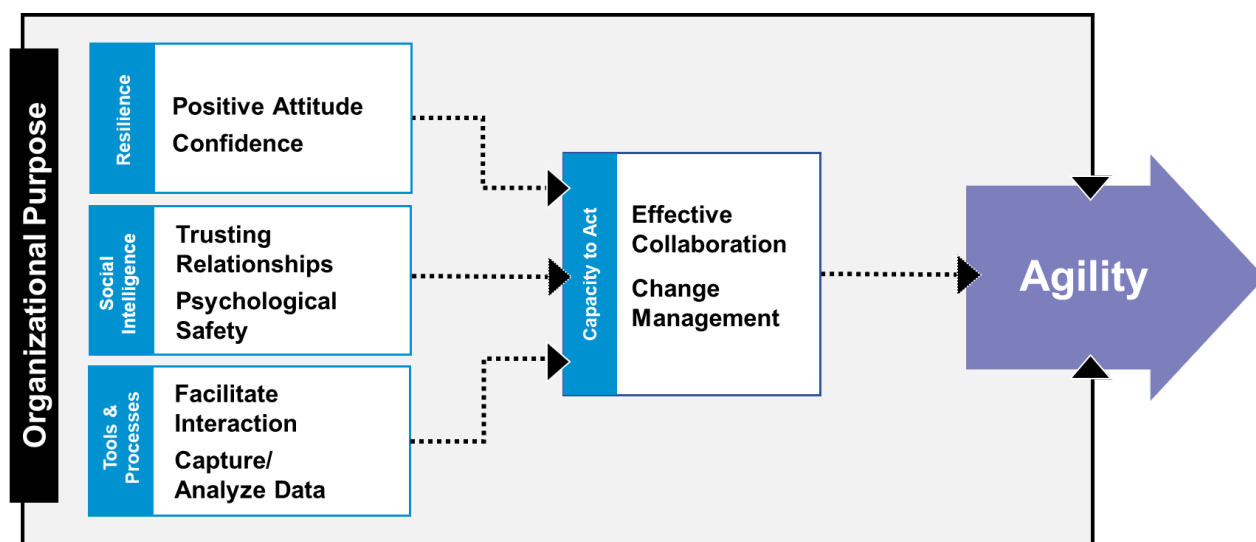 Organizational Purpose
Resilience
Positive Attitude
Confidence
Social
Intelligence
Trusting
Relationships
Psychological
Safety
Tools &
Processes
Facilitate
Interaction
Capture/
Analyze Data
Capacity to Act
Effective
Collaboration
Change
Management
Agility